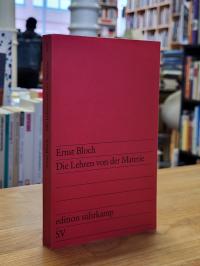 Ernst Bloch
Die Lehren von der Materie
edition suhrkamp
SV